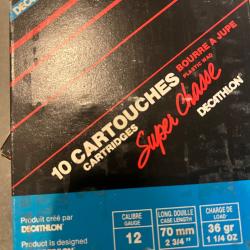 DECATHLON
10 CARTOUCHES
CARTRIDGES
BOURRE A JUPE
PLASTIC WAD
Super Chasse
DECATHLON
Produit créé par
DECATHLON
Product is designed
CALIBRE
GAUGE
12
LONG. DOUILLE
CASE LENGTH
70 mm
2 3/4"
CHARGE DE
LOAD
36 gr
1 1/4 OZ